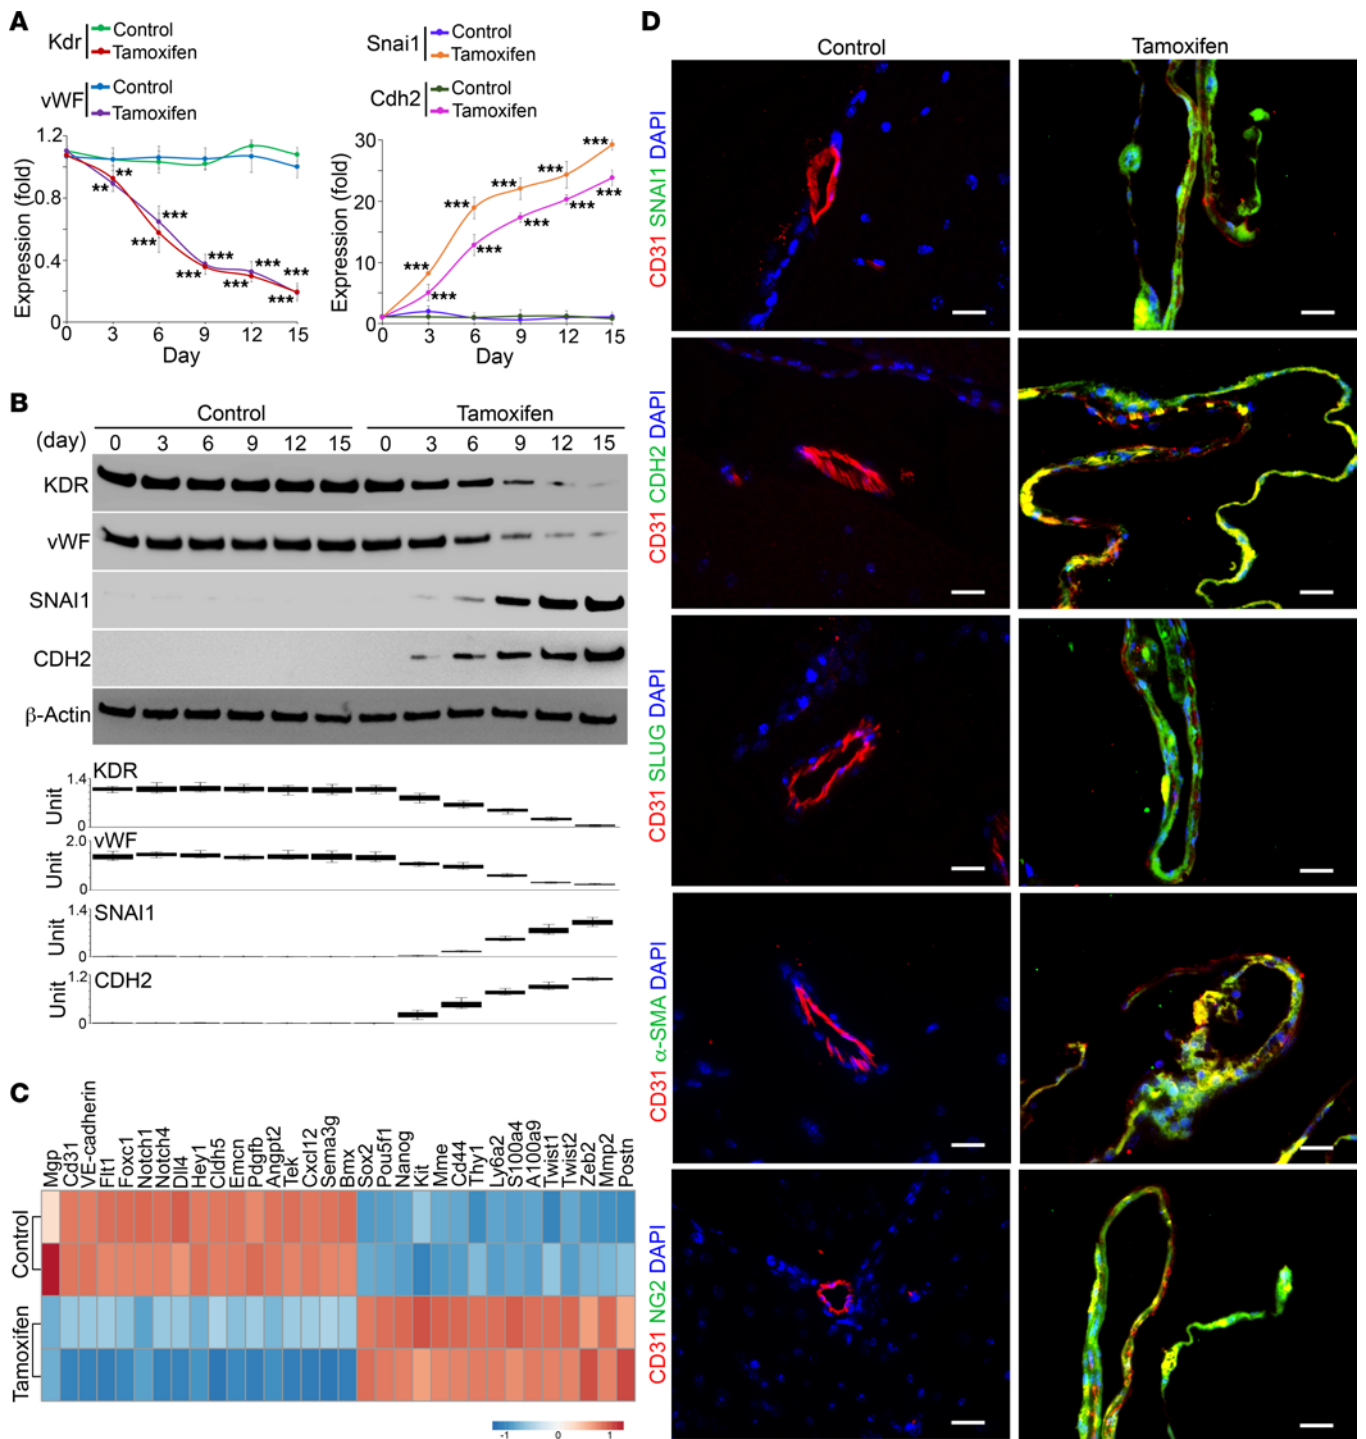 A
Kdr
Control
Tamoxifen
vWF
Control
Tamoxifen
Snai1
Control
Tamoxifen
Cdh2
Control
Tamoxifen
Expression (fold)
1.2
0.8
0.4
0
** ** *** *** *** *** *** *** *** ***
0 3 6 9 12 15
Day
Expression (fold)
30
20
10
0
*** *** *** *** *** *** *** *** *** ***
0 3 6 9 12 15
Day
B
Control Tamoxifen
(day) 0 3 6 9 12 15 0 3 6 9 12 15
KDR
vWF
SNAI1
CDH2
β-Actin
KDR
Unit
1.4
0
vWF
Unit
2.0
0
SNAI1
Unit
1.4
0
CDH2
Unit
1.2
0
C
Mgp
Cd31
VE-cadherin
Flt1
Foxc1
Notch1
Notch4
Dll4
Hey1
Cldh5
Emcn
Pdgfb
Angpt2
Tek
Cxcl12
Sema3g
Bmx
Sox2
Pou5f1
Nanog
Kit
Mme
Cd44
Thy1
Ly6a2
S100a4
A100a9
Twist1
Twist2
Zeb2
Mmp2
Postn
Control
Tamoxifen
-1 0 1
D
Control Tamoxifen
CD31 SNAI1 DAPI
CD31 CDH2 DAPI
CD31 SLUG DAPI
CD31 α-SMA DAPI
CD31 NG2 DAPI